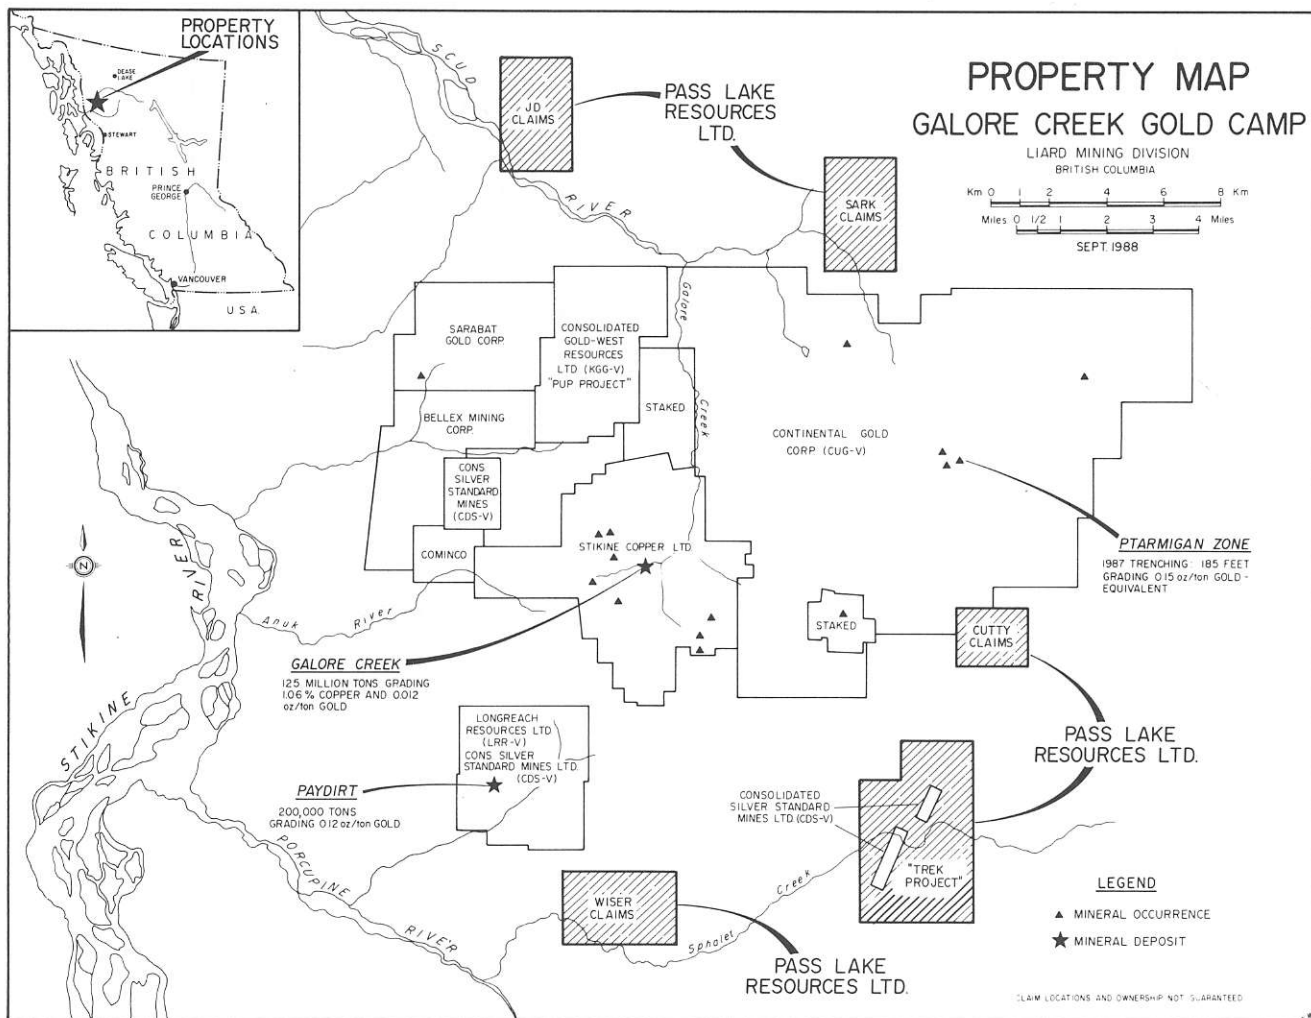 PROPERTY
LOCATIONS
DEASE
LAKE
STEWART
BRITISH
PRINCE
GEORGE
COLUMBIA
VANCOUVER
U.S.A.
PROPERTY MAP
GALORE CREEK GOLD CAMP
LIARD MINING DIVISION
BRITISH COLUMBIA
Km 0 1 2 4 6 8 Km
Miles 0 1/2 1 2 3 4 Miles
SEPT. 1988
SCUD
RIVER
JD
CLAIMS
PASS LAKE
RESOURCES
LTD.
SARK
CLAIMS
Galore
Creek
SARABAT
GOLD CORP.
CONSOLIDATED
GOLD-WEST
RESOURCES
LTD (KGG-V)
"PUP PROJECT"
STAKED
BELLEX MINING
CORP.
CONS
SILVER
STANDARD
MINES
(CDS-V)
COMINCO
CONTINENTAL GOLD
CORP (CUG-V)
STIKINE COPPER LTD
PTARMIGAN ZONE
1987 TRENCHING: 185 FEET
GRADING 0.15 oz/ton GOLD-
EQUIVALENT
N
STIKINE
RIVER
Anuk River
STAKED
CUTTY
CLAIMS
GALORE CREEK
125 MILLION TONS GRADING
1.06 % COPPER AND 0.012
oz/ton GOLD
LONGREACH
RESOURCES LTD
(LRR-V)
CONS SILVER
STANDARD MINES LTD.
(CDS-V)
PAYDIRT
200,000 TONS
GRADING 0.12 oz/ton GOLD
PASS LAKE
RESOURCES LTD.
CONSOLIDATED
SILVER STANDARD
MINES LTD.(CDS-V)
"TREK
PROJECT"
PORCUPINE
RIVER
WISER
CLAIMS
Sphaler Creek
PASS LAKE
RESOURCES LTD.
LEGEND
MINERAL OCCURRENCE
MINERAL DEPOSIT
CLAIM LOCATIONS AND OWNERSHIP NOT GUARANTEED